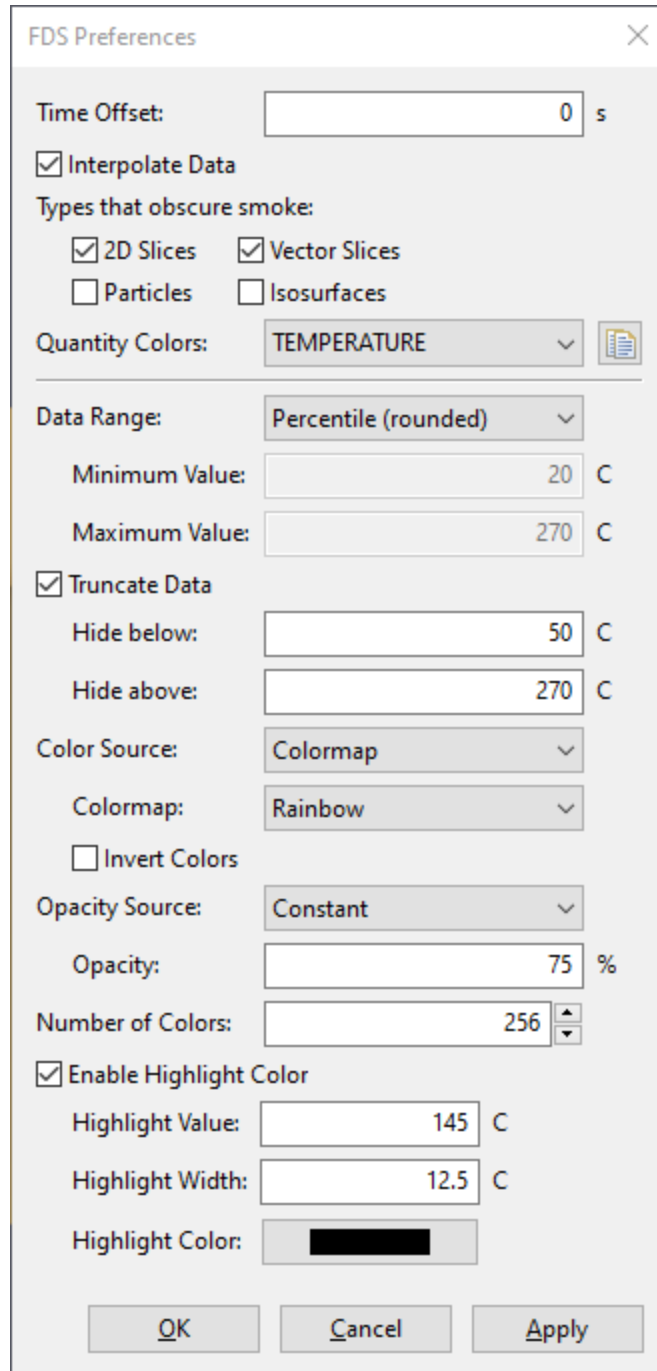 FDS Preferences
Time Offset: 0 s
Interpolate Data
Types that obscure smoke:
2D Slices Vector Slices
Particles Isosurfaces
Quantity Colors: TEMPERATURE
Data Range: Percentile (rounded)
Minimum Value: 20 C
Maximum Value: 270 C
Truncate Data
Hide below: 50 C
Hide above: 270 C
Color Source: Colormap
Colormap: Rainbow
Invert Colors
Opacity Source: Constant
Opacity: 75 %
Number of Colors: 256
Enable Highlight Color
Highlight Value: 145 C
Highlight Width: 12.5 C
Highlight Color:
OK Cancel Apply